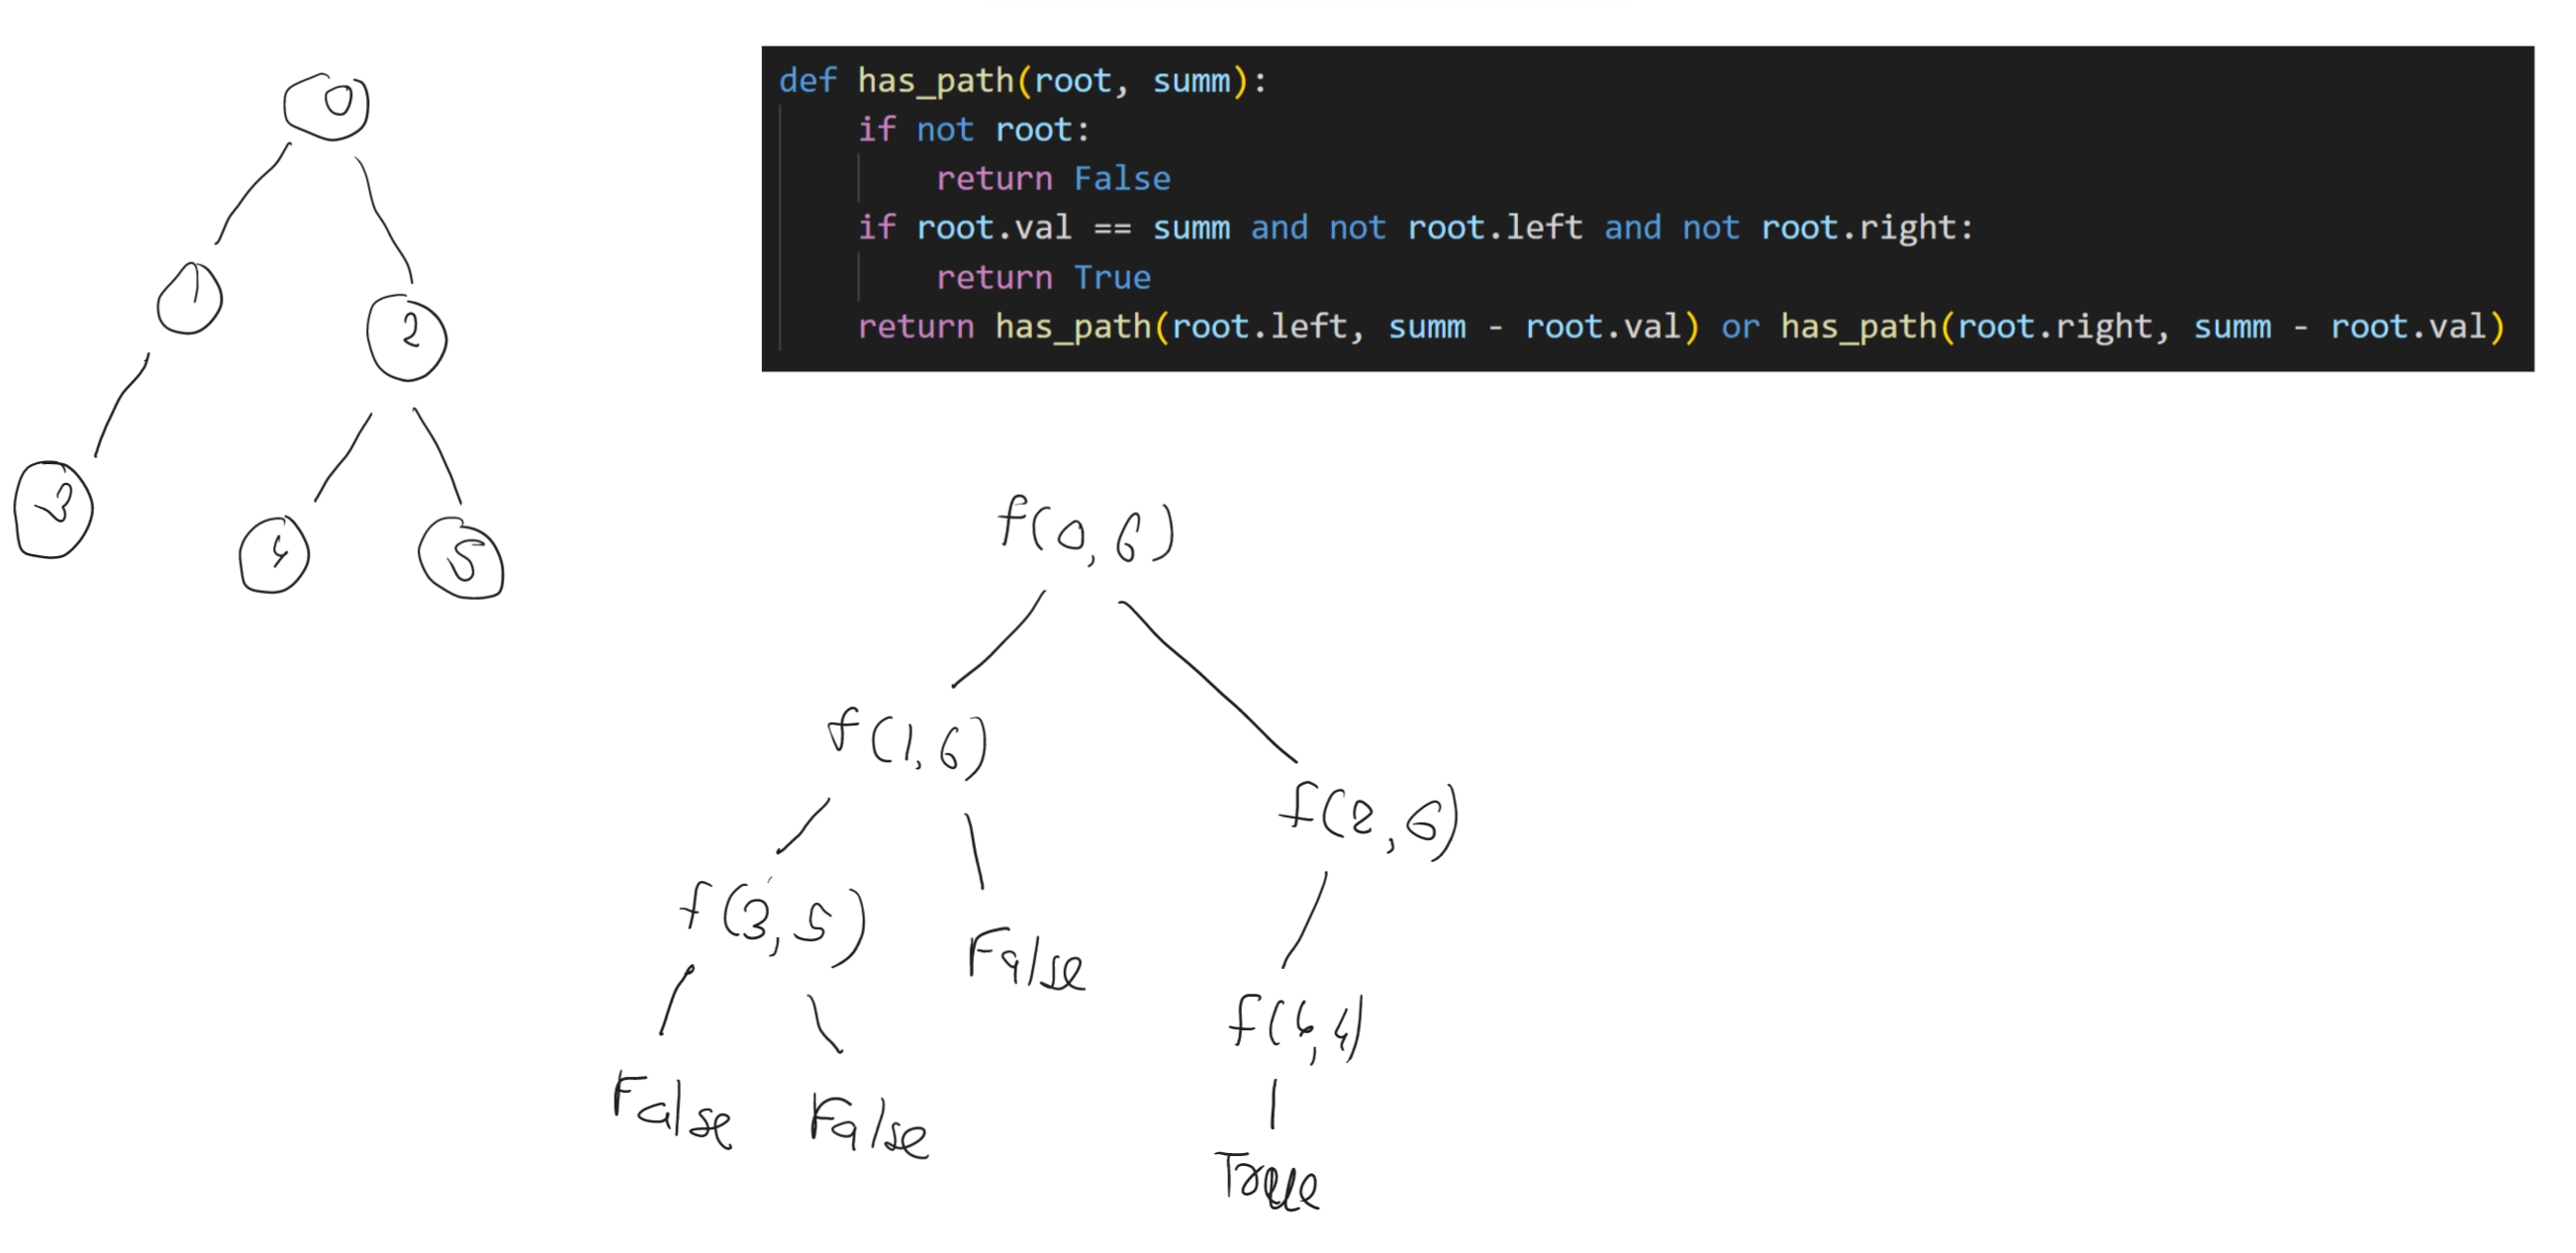 0
def has_path(root, summ):
if not root:
return False
if root.val == summ and not root.left and not root.right:
return True
return has_path(root.left, summ - root.val) or has_path(root.right, summ - root.val)
1
2
3
4
5
f(0,6)
f(1,6)
f(2,6)
f(3,5)
False
f(4,4)
False False
True